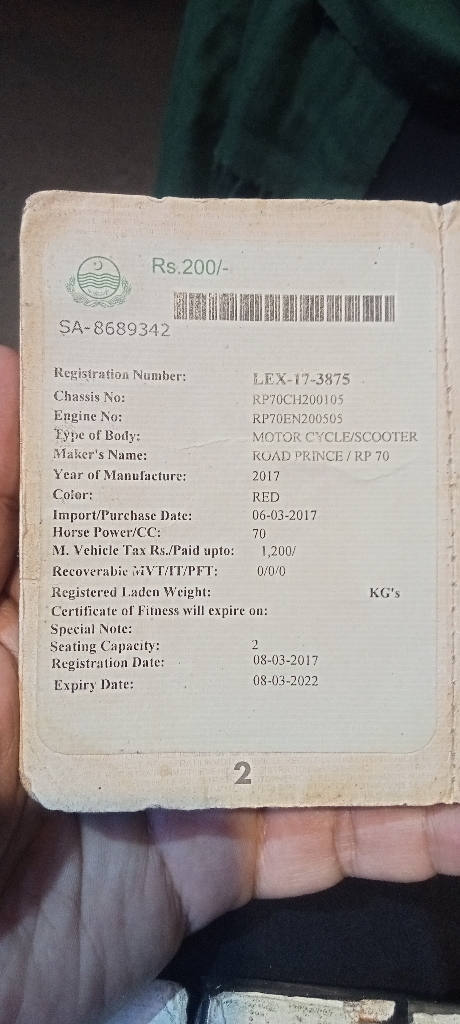 Rs.200/-
SA-8689342
Registration Number: LEX-17-3875
Chassis No: RP70CH200105
Engine No: RP70EN200505
Type of Body: MOTOR CYCLE/SCOOTER
Maker's Name: ROAD PRINCE / RP 70
Year of Manufacture: 2017
Color: RED
Import/Purchase Date: 06-03-2017
Horse Power/CC: 70
M. Vehicle Tax Rs./Paid upto: 1,200/
Recoverable MVT/IT/PFT: 0/0/0
Registered Laden Weight: KG's
Certificate of Fitness will expire on:
Special Note:
Seating Capacity: 2
Registration Date: 08-03-2017
Expiry Date: 08-03-2022
2